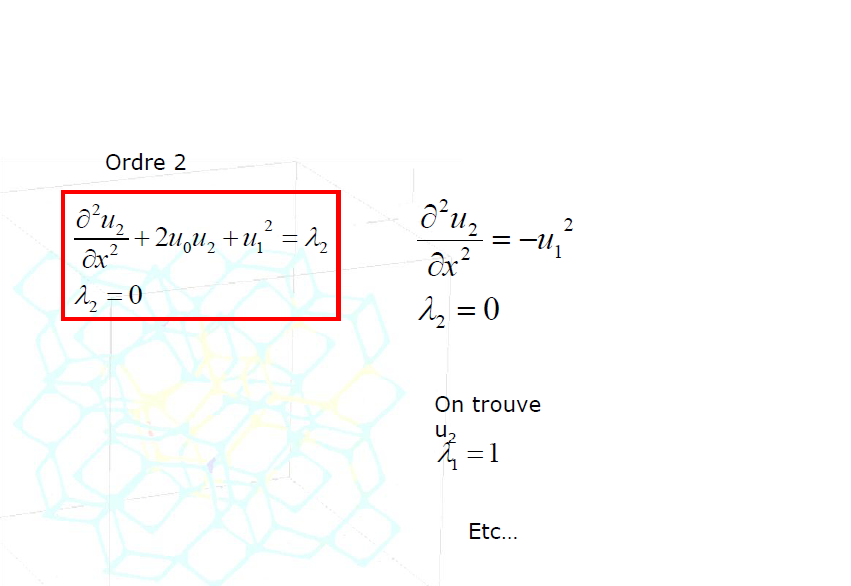 Ordre 2
∂²u₂/∂x² + 2u₀u₂ + u₁² = λ₂
λ₂ = 0
∂²u₂/∂x² = −u₁²
λ₂ = 0
On trouve
u₂
λ₁ = 1
Etc…